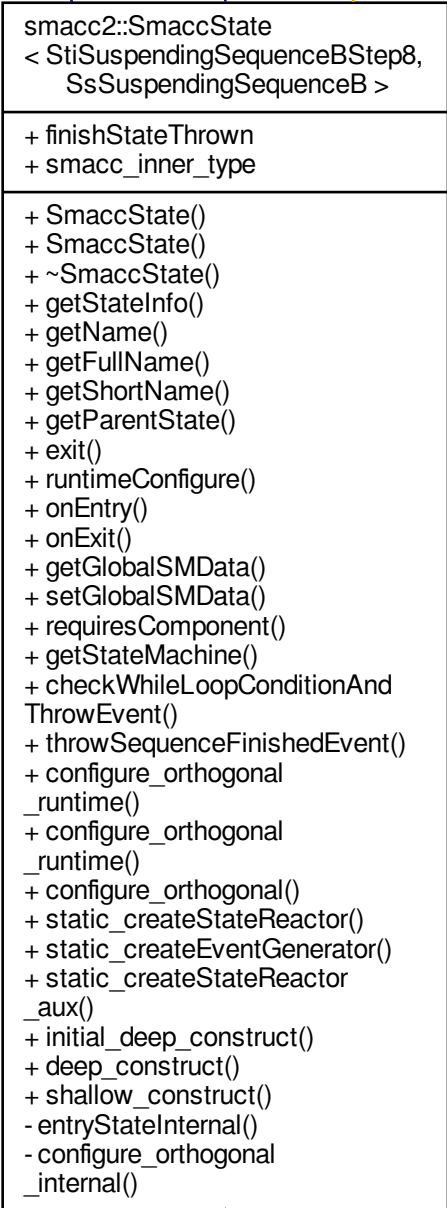 smacc2::SmaccState
< StiSuspendingSequenceBStep8,
SsSuspendingSequenceB >
+ finishStateThrown
+ smacc_inner_type
+ SmaccState()
+ SmaccState()
+ ~SmaccState()
+ getStateInfo()
+ getName()
+ getFullName()
+ getShortName()
+ getParentState()
+ exit()
+ runtimeConfigure()
+ onEntry()
+ onExit()
+ getGlobalSMData()
+ setGlobalSMData()
+ requiresComponent()
+ getStateMachine()
+ checkWhileLoopConditionAnd
ThrowEvent()
+ throwSequenceFinishedEvent()
+ configure_orthogonal
_runtime()
+ configure_orthogonal
_runtime()
+ configure_orthogonal()
+ static_createStateReactor()
+ static_createEventGenerator()
+ static_createStateReactor
_aux()
+ initial_deep_construct()
+ deep_construct()
+ shallow_construct()
- entryStateInternal()
- configure_orthogonal
_internal()